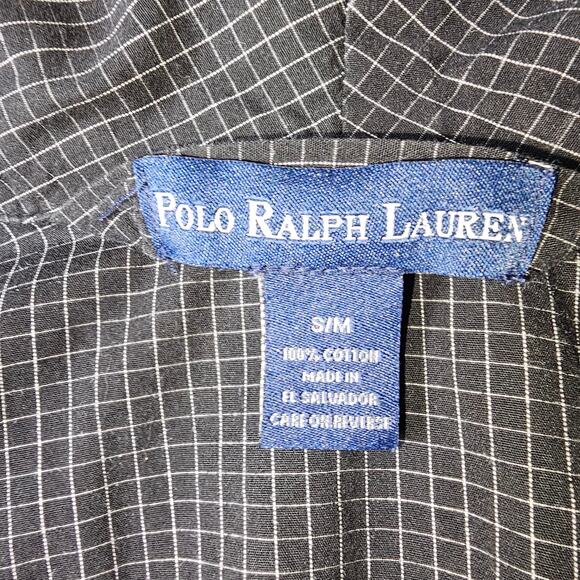 POLO RALPH LAUREN
S/M
100% COTTON
MADE IN
EL SALVADOR
CARE ON REVERSE